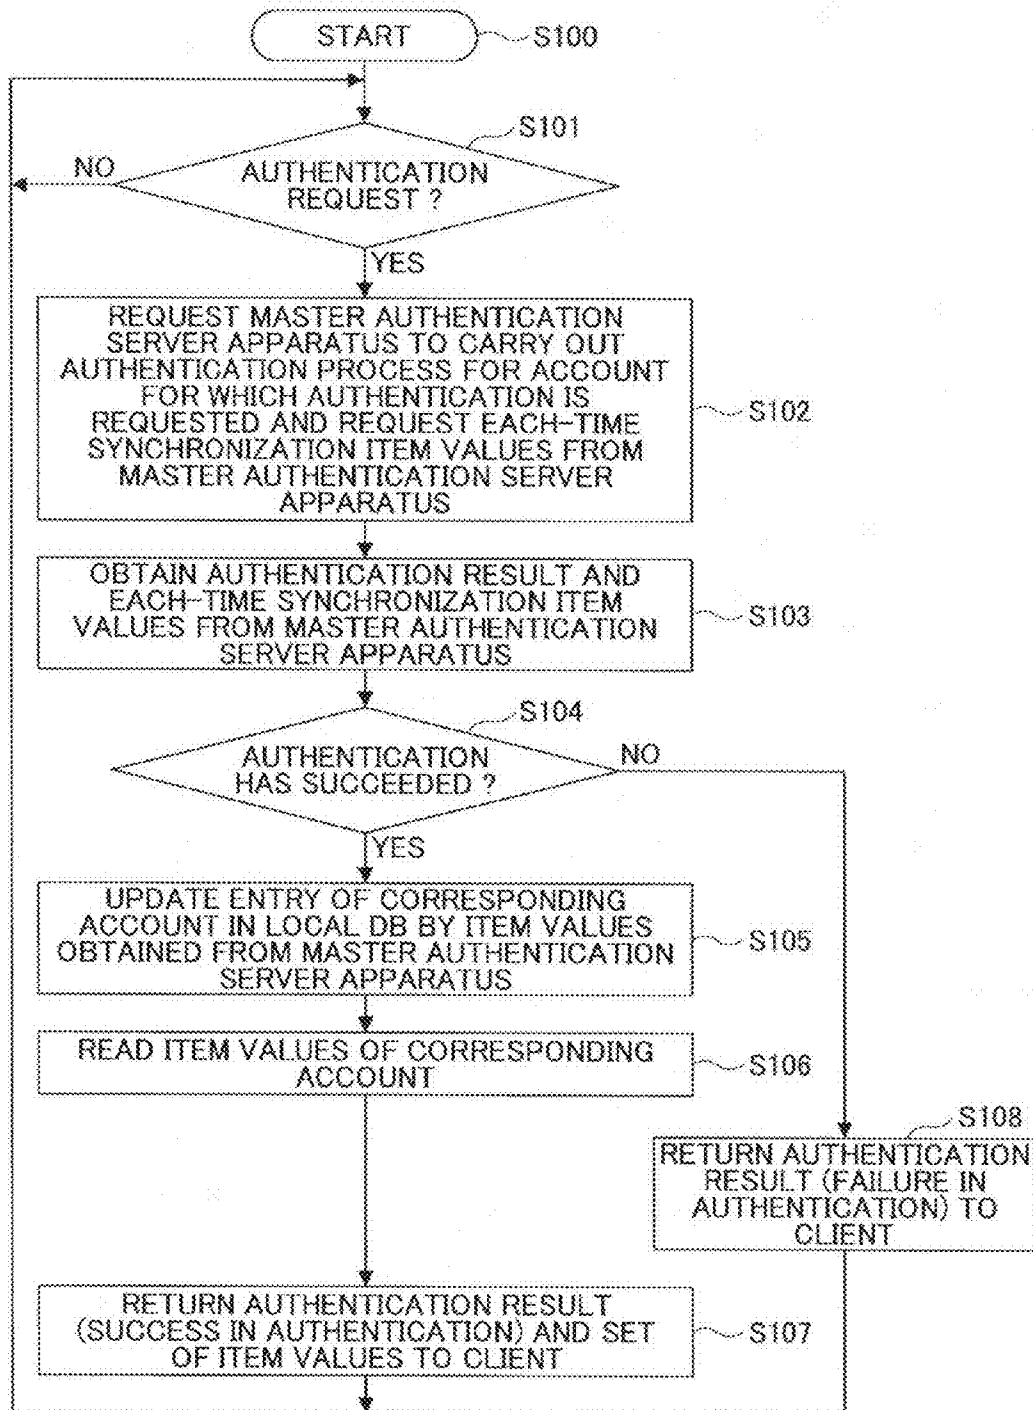 START
S100
S101
NO
AUTHENTICATION
REQUEST ?
YES
REQUEST MASTER AUTHENTICATION
SERVER APPARATUS TO CARRY OUT
AUTHENTICATION PROCESS FOR ACCOUNT
FOR WHICH AUTHENTICATION IS
REQUESTED AND REQUEST EACH-TIME
SYNCHRONIZATION ITEM VALUES FROM
MASTER AUTHENTICATION SERVER
APPARATUS
S102
OBTAIN AUTHENTICATION RESULT AND
EACH-TIME SYNCHRONIZATION ITEM
VALUES FROM MASTER AUTHENTICATION
SERVER APPARATUS
S103
S104
AUTHENTICATION
HAS SUCCEEDED ?
NO
YES
UPDATE ENTRY OF CORRESPONDING
ACCOUNT IN LOCAL DB BY ITEM VALUES
OBTAINED FROM MASTER AUTHENTICATION
SERVER APPARATUS
S105
READ ITEM VALUES OF CORRESPONDING
ACCOUNT
S106
S108
RETURN AUTHENTICATION
RESULT (FAILURE IN
AUTHENTICATION) TO
CLIENT
RETURN AUTHENTICATION RESULT
(SUCCESS IN AUTHENTICATION) AND SET
OF ITEM VALUES TO CLIENT
S107